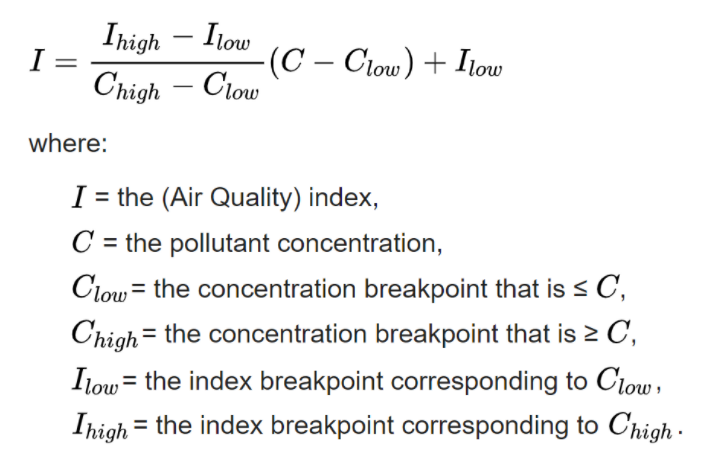 I = \frac{I_{high} - I_{low}}{C_{high} - C_{low}} (C - C_{low}) + I_{low}
where:
I = the (Air Quality) index,
C = the pollutant concentration,
C_{low} = the concentration breakpoint that is ≤ C,
C_{high} = the concentration breakpoint that is ≥ C,
I_{low} = the index breakpoint corresponding to C_{low},
I_{high} = the index breakpoint corresponding to C_{high}.